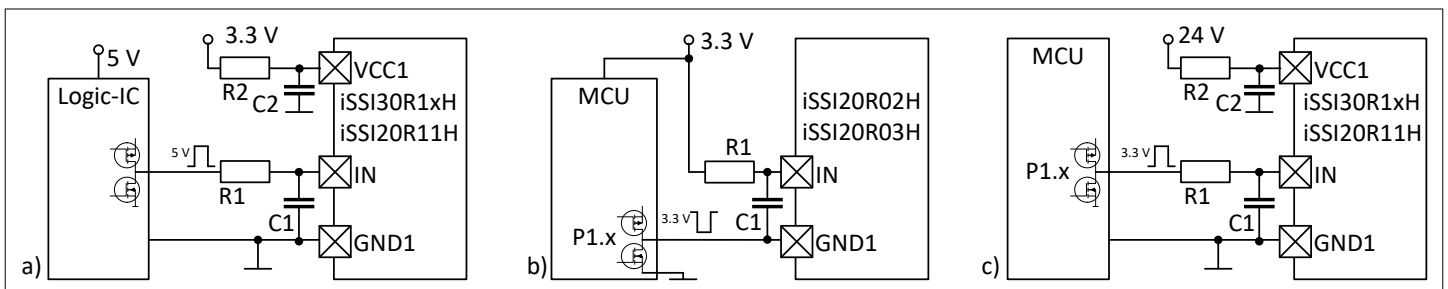 5 V
Logic-IC
3.3 V
R2
C2
VCC1
iSSI30R1xH
iSSI20R11H
5 V
R1
IN
C1
GND1
a)
3.3 V
MCU
iSSI20R02H
iSSI20R03H
R1
IN
P1.x
3.3 V
C1
GND1
b)
MCU
24 V
R2
C2
VCC1
iSSI30R1xH
iSSI20R11H
P1.x
3.3 V
R1
IN
C1
GND1
c)